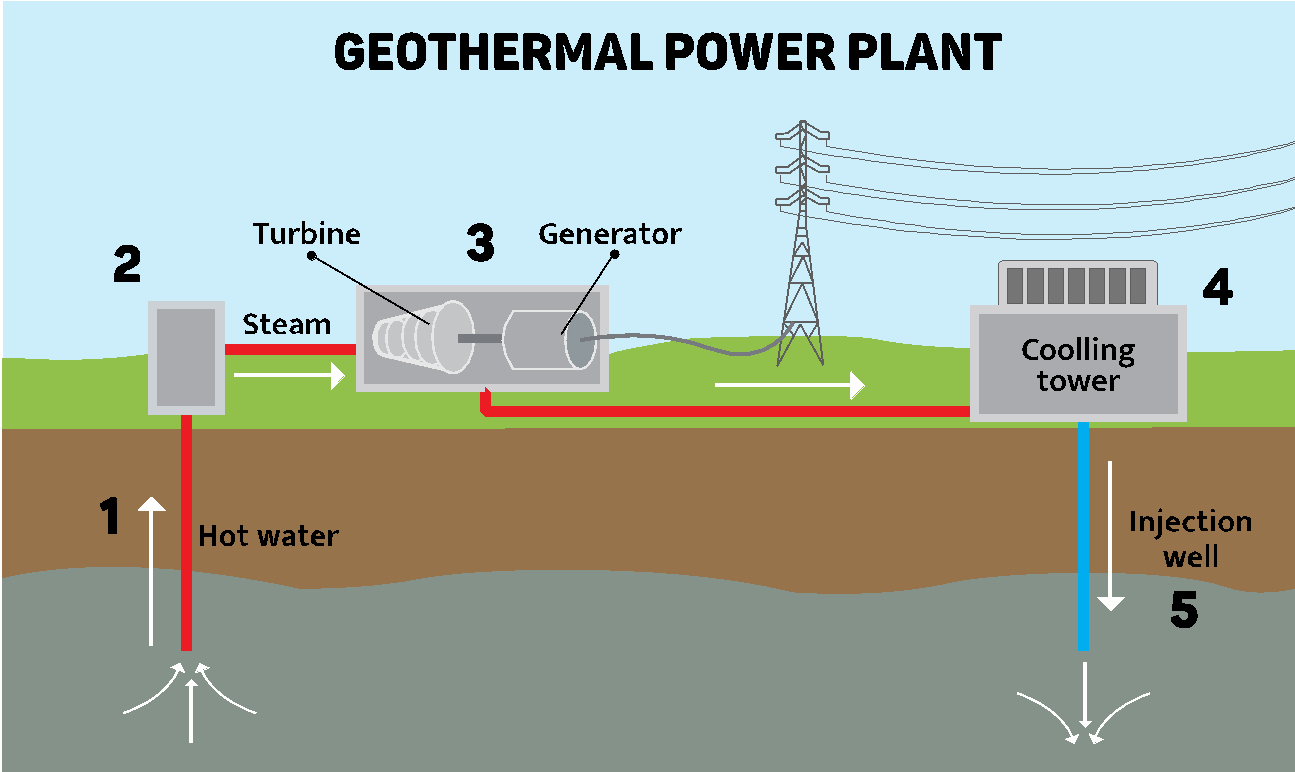 GEOTHERMAL POWER PLANT
Turbine
3
Generator
2
4
Steam
Coolling
tower
1
Hot water
Injection
well
5